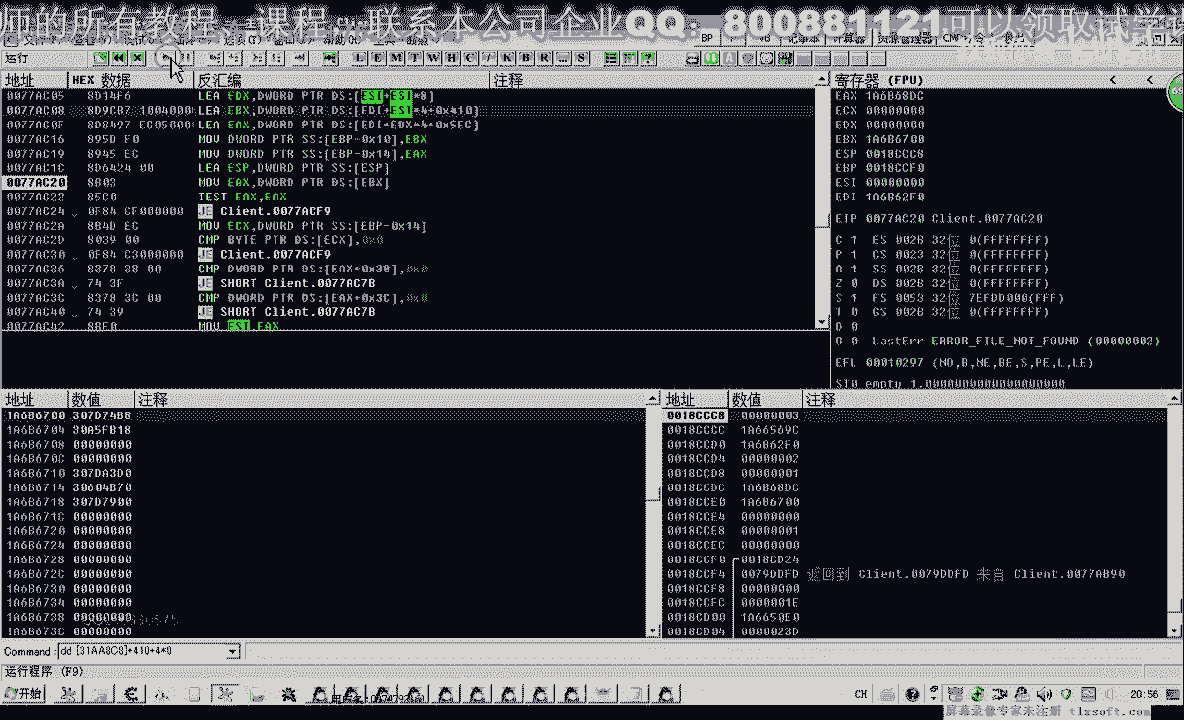 师的所有教程、课程、联系本公司企业QQ：800881121可以领取试学
运行 L E M T W H C / K B R ... S
地址 HEX 数据 反汇编 注释
0077AC05 8D14F6 LEA EDX,DWORD PTR DS:[ESI+ESI*8]
0077AC08 8D9CB7 1004000 LEA EBX,DWORD PTR DS:[EDI+ESI*4+0x410]
0077AC0F 8D8497 EC05000 LEA EAX,DWORD PTR DS:[EDI+EDX*4+0x5EC]
0077AC16 895D F0 MOV DWORD PTR SS:[EBP-0x10],EBX
0077AC19 8945 EC MOV DWORD PTR SS:[EBP-0x14],EAX
0077AC1C 8D6424 00 LEA ESP,DWORD PTR SS:[ESP]
0077AC20 8B03 MOV EAX,DWORD PTR DS:[EBX]
0077AC22 85C0 TEST EAX,EAX
0077AC24 0F84 CF000000 JE Client.0077ACF9
0077AC2A 8B4D EC MOV ECX,DWORD PTR SS:[EBP-0x14]
0077AC2D 8039 00 CMP BYTE PTR DS:[ECX],0x0
0077AC30 0F84 C3000000 JE Client.0077ACF9
0077AC36 8378 38 00 CMP DWORD PTR DS:[EAX+0x38],0x0
0077AC3A 74 3F JE SHORT Client.0077AC7B
0077AC3C 8378 3C 00 CMP DWORD PTR DS:[EAX+0x3C],0x0
0077AC40 74 39 JE SHORT Client.0077AC7B
0077AC42 8BF0 MOV ESI,EAX
寄存器 (FPU) < <
EAX 1A6B68DC
ECX 00000000
EDX 00000000
EBX 1A6B6700
ESP 0018CCC8
EBP 0018CCF0
ESI 00000000
EDI 1A6B62F0
EIP 0077AC20 Client.0077AC20
C 1 ES 002B 32位 0(FFFFFFFF)
P 1 CS 0023 32位 0(FFFFFFFF)
A 1 SS 002B 32位 0(FFFFFFFF)
Z 0 DS 002B 32位 0(FFFFFFFF)
S 1 FS 0053 32位 7EFDD000(FFF)
T 0 GS 002B 32位 0(FFFFFFFF)
D 0
O 0 LastErr ERROR_FILE_NOT_FOUND (00000002)
EFL 00010297 (NO,B,NE,BE,S,PE,L,LE)
ST0 empty 1.0000000000000000000
地址 数值 注释
1A6B6700 307D74B8
1A6B6704 30A5FB18
1A6B6708 00000000
1A6B670C 00000000
1A6B6710 307DA3D0
1A6B6714 30604B70
1A6B6718 307D7900
1A6B671C 00000000
1A6B6720 00000000
1A6B6724 00000000
1A6B6728 00000000
1A6B672C 00000000
1A6B6730 00000000
1A6B6734 00000000
1A6B6738 00000000
1A6B673C 00000000
地址 数值 注释
0018CCC8 00000003
0018CCCC 1A66569C
0018CCD0 1A6B62F0
0018CCD4 00000002
0018CCD8 00000001
0018CCDC 1A6B68DC
0018CCE0 1A6B6700
0018CCE4 00000000
0018CCE8 00000001
0018CCEC 00000000
0018CCF0 0018CD24
0018CCF4 0079DDFD 返回到 Client.0079DDFD 来自 Client.0077AB90
0018CCF8 00000000
0018CCFC 0000001E
0018CD00 1A6650E0
0018CD04 0000023D
Command: dd [31AA8C8]+410+4*0
运行程序 (F9)
开始 CH 20:56
屏幕录像专家未注册 tlxsoft.com